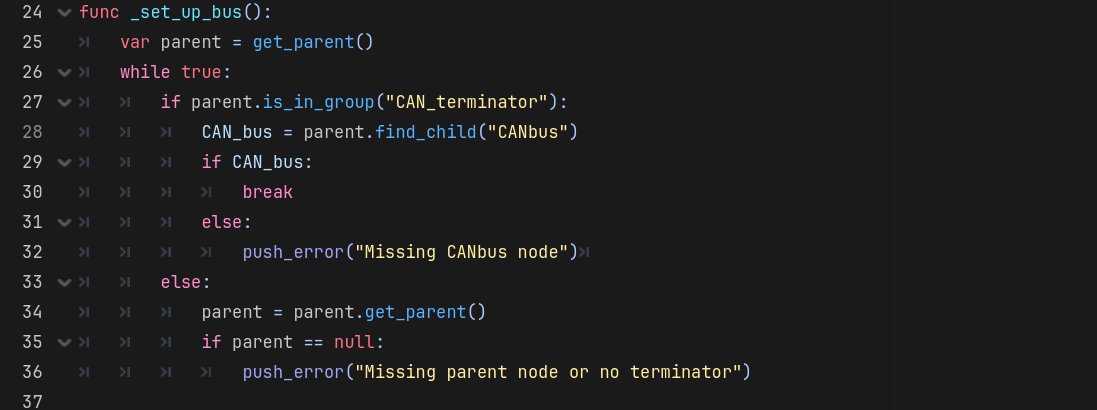 24 func _set_up_bus():
25 var parent = get_parent()
26 while true:
27 if parent.is_in_group("CAN_terminator"):
28 CAN_bus = parent.find_child("CANbus")
29 if CAN_bus:
30 break
31 else:
32 push_error("Missing CANbus node")
33 else:
34 parent = parent.get_parent()
35 if parent == null:
36 push_error("Missing parent node or no terminator")
37